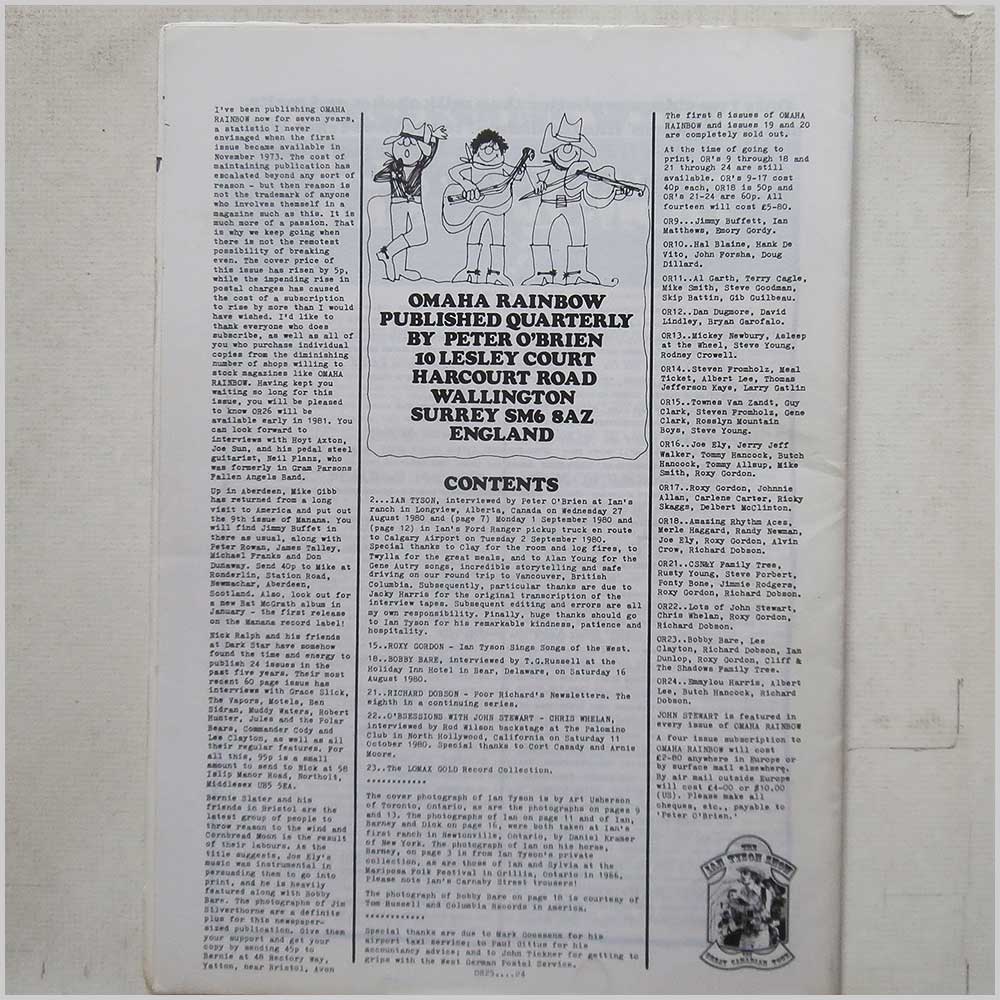 I've been publishing OMAHA
RAINBOW now for seven years,
a statistic I never
envisaged when the first
issue became available in
November 1973. The cost of
maintaining publication has
escalated beyond any sort of
reason - but then reason is
not the trademark of anyone
who involves themself in a
magazine such as this. It is
much more of a passion. That
is why we keep going when
there is not the remotest
possibility of breaking
even. The cover price of
this issue has risen by 5p,
while the impending rise in
postal charges has caused
the cost of a subscription
to rise by more than I would
have wished. I'd like to
thank everyone who does
subscribe, as well as all of
you who purchase individual
copies from the diminishing
number of shops willing to
stock magazines like OMAHA
RAINBOW. Having kept you
waiting so long for this
issue, you will be pleased
to know OR26 will be
available early in 1981. You
can look forward to
interviews with Hoyt Axton,
Joe Sun, and his pedal steel
guitarist, Neil Flanz, who
was formerly in Gram Parsons
Fallen Angels Band.
Up in Aberdeen, Mike Gibb
has returned from a long
visit to America and put out
the 9th issue of Manana. You
will find Jimmy Buffet in
there as usual, along with
Peter Rowan, James Talley,
Michael Franks and Don
Dunaway. Send 40p to Mike at
Ronderlin, Station Road,
Newmachar, Aberdeen,
Scotland. Also, look out for
a new Bat McGrath album in
January - the first release
on the Manana record label!
Nick Ralph and his friends
at Dark Star have somehow
found the time and energy to
publish 24 issues in the
past five years. Their most
recent 60 page issue has
interviews with Grace Slick,
The Vapors, Motels, Ben
Sidran, Muddy Waters, Robert
Hunter, Jules and the Polar
Bears, Commander Cody and
Lee Clayton, as well as all
their regular features. For
all this, 95p is a small
amount to send to Nick at 58
Islip Manor Road, Northolt,
Middlesex UB5 5EA.
Bernie Slater and his
friends in Bristol are the
latest group of people to
throw reason to the wind and
Cornbread Moon is the result
of their labours. As the
title suggests, Joe Ely's
music was instrumental in
persuading them to go into
print, and he is heavily
featured along with Bobby
Bare. The photographs of Jim
Silverthorne are a definite
plus for this newspaper-
sized publication. Give them
your support and get your
copy by sending 45p to
Bernie at 48 Rectory Way,
Yatton, near Bristol, Avon
OMAHA RAINBOW
PUBLISHED QUARTERLY
BY PETER O'BRIEN
10 LESLEY COURT
HARCOURT ROAD
WALLINGTON
SURREY SM6 8AZ
ENGLAND
CONTENTS
2...IAN TYSON, interviewed by Peter O'Brien at Ian's
ranch in Longview, Alberta, Canada on Wednesday 27
August 1980 and (page 7) Monday 1 September 1980 and
(page 12) in Ian's Ford Ranger pickup truck en route
to Calgary Airport on Tuesday 2 September 1980.
Special thanks to Clay for the room and log fires, to
Twylla for the great meals, and to Alan Young for the
Gene Autry songs, incredible storytelling and safe
driving on our round trip to Vancouver, British
Columbia. Subsequently, particular thanks are due to
Jacky Harris for the original transcription of the
interview tapes. Subsequent editing and errors are all
my own responsibility. Finally, huge thanks should go
to Ian Tyson for his remarkable kindness, patience and
hospitality.
15..ROXY GORDON - Ian Tyson Sings Songs of the West.
18..BOBBY BARE, interviewed by T.G.Russell at the
Holiday Inn Hotel in Bear, Delaware, on Saturday 16
August 1980.
21..RICHARD DOBSON - Poor Richard's Newsletters. The
eighth in a continuing series.
22..O'BSESSIONS WITH JOHN STEWART - CHRIS WHELAN,
interviewed by Rod Wilson backstage at the Palomino
Club in North Hollywood, California on Saturday 11
October 1980. Special thanks to Cort Casady and Arnie
Moore.
23..The LOMAX GOLD Record Collection.
************
The cover photograph of Ian Tyson is by Art Usherson
of Toronto, Ontario, as are the photographs on pages 9
and 13. The photographs of Ian on page 11 and of Ian,
Barney and Dick on page 16, were both taken at Ian's
first ranch in Newtonville, Ontario, by Daniel Kramer
of New York. The photograph of Ian on his horse,
Barney, on page 3 is from Ian Tyson's private
collection, as are those of Ian and Sylvia at the
Mariposa Folk Festival in Orillia, Ontario in 1966.
Please note Ian's Carnaby Street trousers!
The photograph of Bobby Bare on page 18 is courtesy of
Tom Russell and Columbia Records in America.
************
Special thanks are due to Mark Goossens for his
airport taxi service; to Paul Gittus for his
accountancy advice; and to John Tickner for getting to
grips with the West German Postal Service.
OR25....24
The first 8 issues of OMAHA
RAINBOW and issues 19 and 20
are completely sold out.
At the time of going to
print, OR's 9 through 18 and
21 through 24 are still
available. OR's 9-17 cost
40p each, OR18 is 50p and
OR's 21-24 are 60p. All
fourteen will cost £5-80.
OR9...Jimmy Buffett, Ian
Matthews, Emory Gordy.
OR10..Hal Blaine, Hank De
Vito, John Forsha, Doug
Dillard.
OR11..Al Garth, Terry Cagle,
Mike Smith, Steve Goodman,
Skip Battin, Gib Guilbeau.
OR12..Dan Dugmore, David
Lindley, Bryan Garofalo.
OR13..Mickey Newbury, Asleep
at the Wheel, Steve Young,
Rodney Crowell.
OR14..Steven Fromholz, Meal
Ticket, Albert Lee, Thomas
Jefferson Kaye, Larry Gatlin
OR15..Townes Van Zandt, Guy
Clark, Steven Fromholz, Gene
Clark, Rosslyn Mountain
Boys, Steve Young.
OR16..Joe Ely, Jerry Jeff
Walker, Tommy Hancock, Butch
Hancock, Tommy Allsup, Mike
Smith, Roxy Gordon.
OR17..Roxy Gordon, Johnnie
Allan, Carlene Carter, Ricky
Skaggs, Delbert McClinton.
OR18..Amazing Rhythm Aces,
Merle Haggard, Randy Newman,
Joe Ely, Roxy Gordon, Alvin
Crow, Richard Dobson.
OR21..CSN&Y Family Tree,
Rusty Young, Steve Forbert,
Ponty Bone, Jimmie Rodgers,
Roxy Gordon, Richard Dobson.
OR22..Lots of John Stewart,
Chris Whelan, Roxy Gordon,
Richard Dobson.
OR23..Bobby Bare, Lee
Clayton, Richard Dobson, Ian
Dunlop, Roxy Gordon, Cliff &
The Shadows Family Tree.
OR24..Emmylou Harris, Albert
Lee, Butch Hancock, Richard
Dobson.
JOHN STEWART is featured in
every issue of OMAHA RAINBOW
A four issue subscription to
OMAHA RAINBOW will cost
£2-80 anywhere in Europe or
by surface mail elsewhere.
By air mail outside Europe
will cost £4-00 or $10.00
(US). Please make all
cheques, etc., payable to
'Peter O'Brien.'
THE
IAN TYSON SHOW
THE
GREAT CANADIAN TOUR